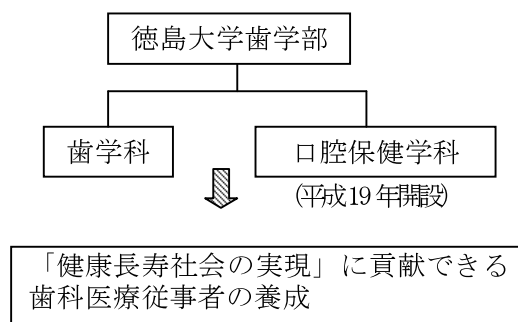 徳島大学歯学部
歯学科
口腔保健学科
(平成19年開設)
「健康長寿社会の実現」に貢献できる
歯科医療従事者の養成